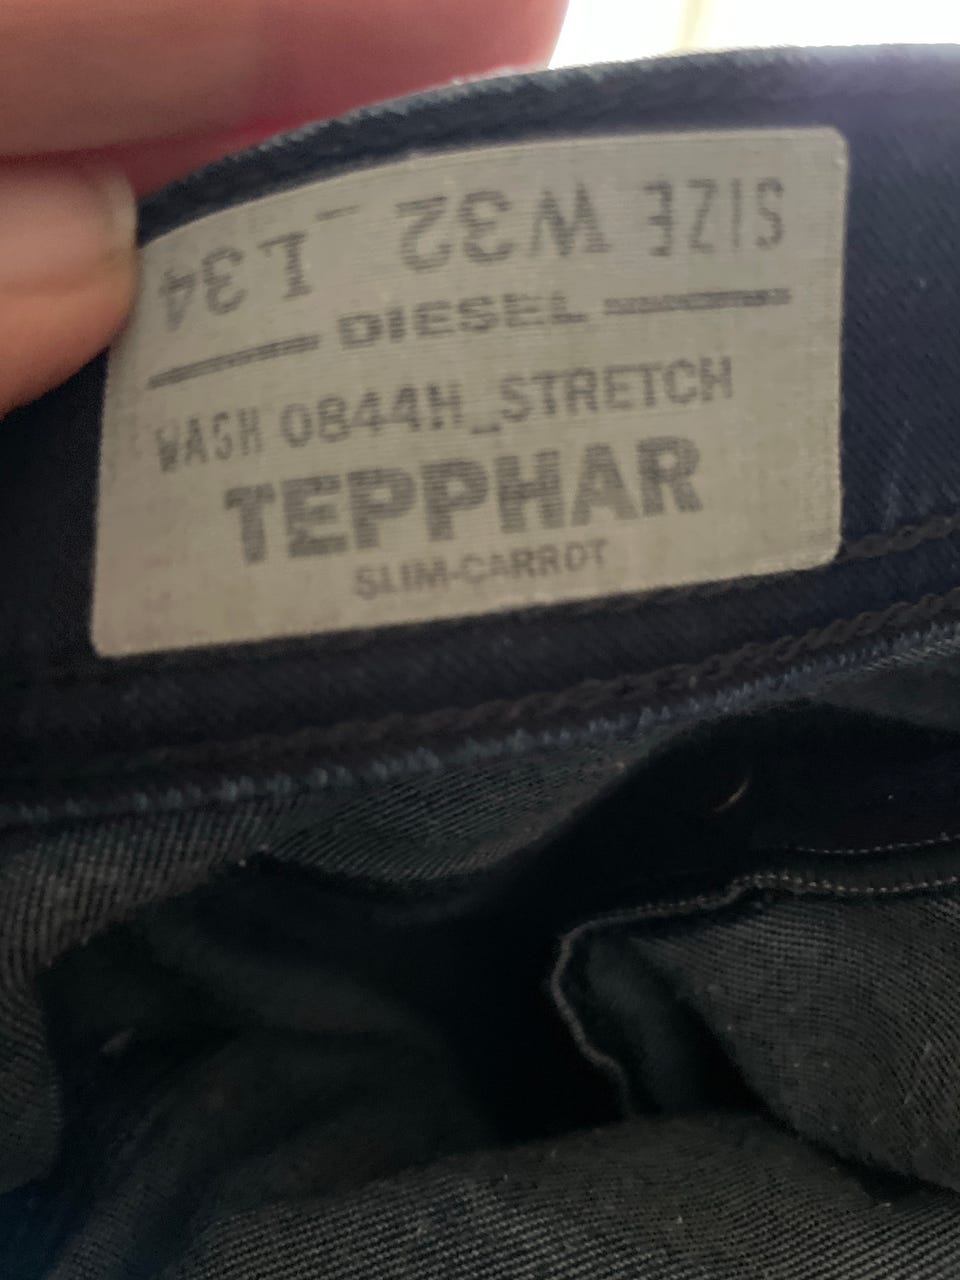 SIZE W32 _ L34
DIESEL
WASH 0844H_STRETCH
TEPPHAR
SLIM-CARROT